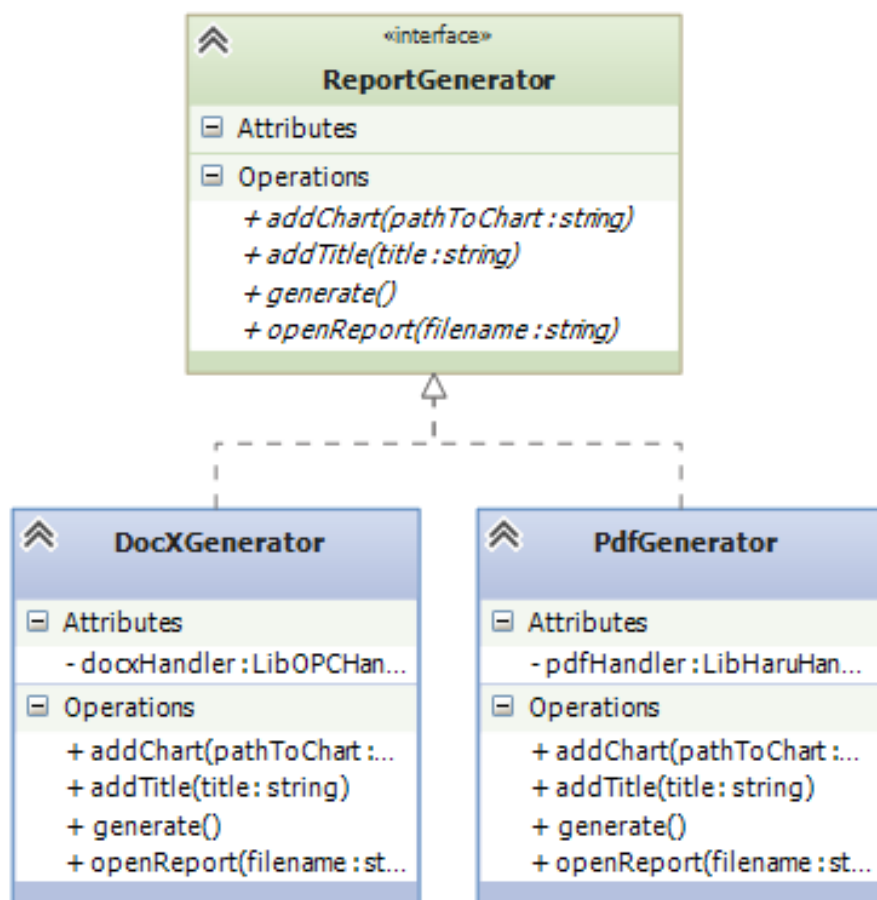 «interface»
ReportGenerator
Attributes
Operations
+ addChart(pathToChart : string)
+ addTitle(title : string)
+ generate()
+ openReport(filename : string)
DocXGenerator
Attributes
- docxHandler : LibOPCHan...
Operations
+ addChart(pathToChart :...
+ addTitle(title : string)
+ generate()
+ openReport(filename : st...
PdfGenerator
Attributes
- pdfHandler : LibHaruHan...
Operations
+ addChart(pathToChart :...
+ addTitle(title : string)
+ generate()
+ openReport(filename : st...